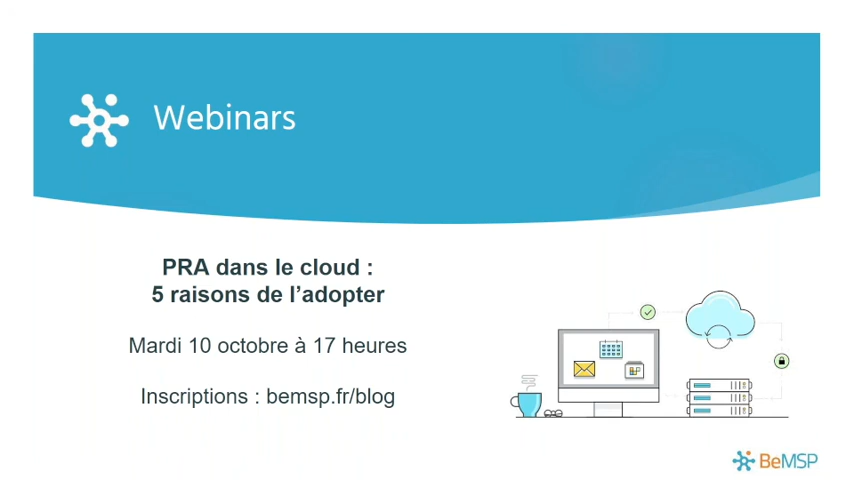 Webinars
PRA dans le cloud :
5 raisons de l’adopter
Mardi 10 octobre à 17 heures
Inscriptions : bemsp.fr/blog
BeMSP